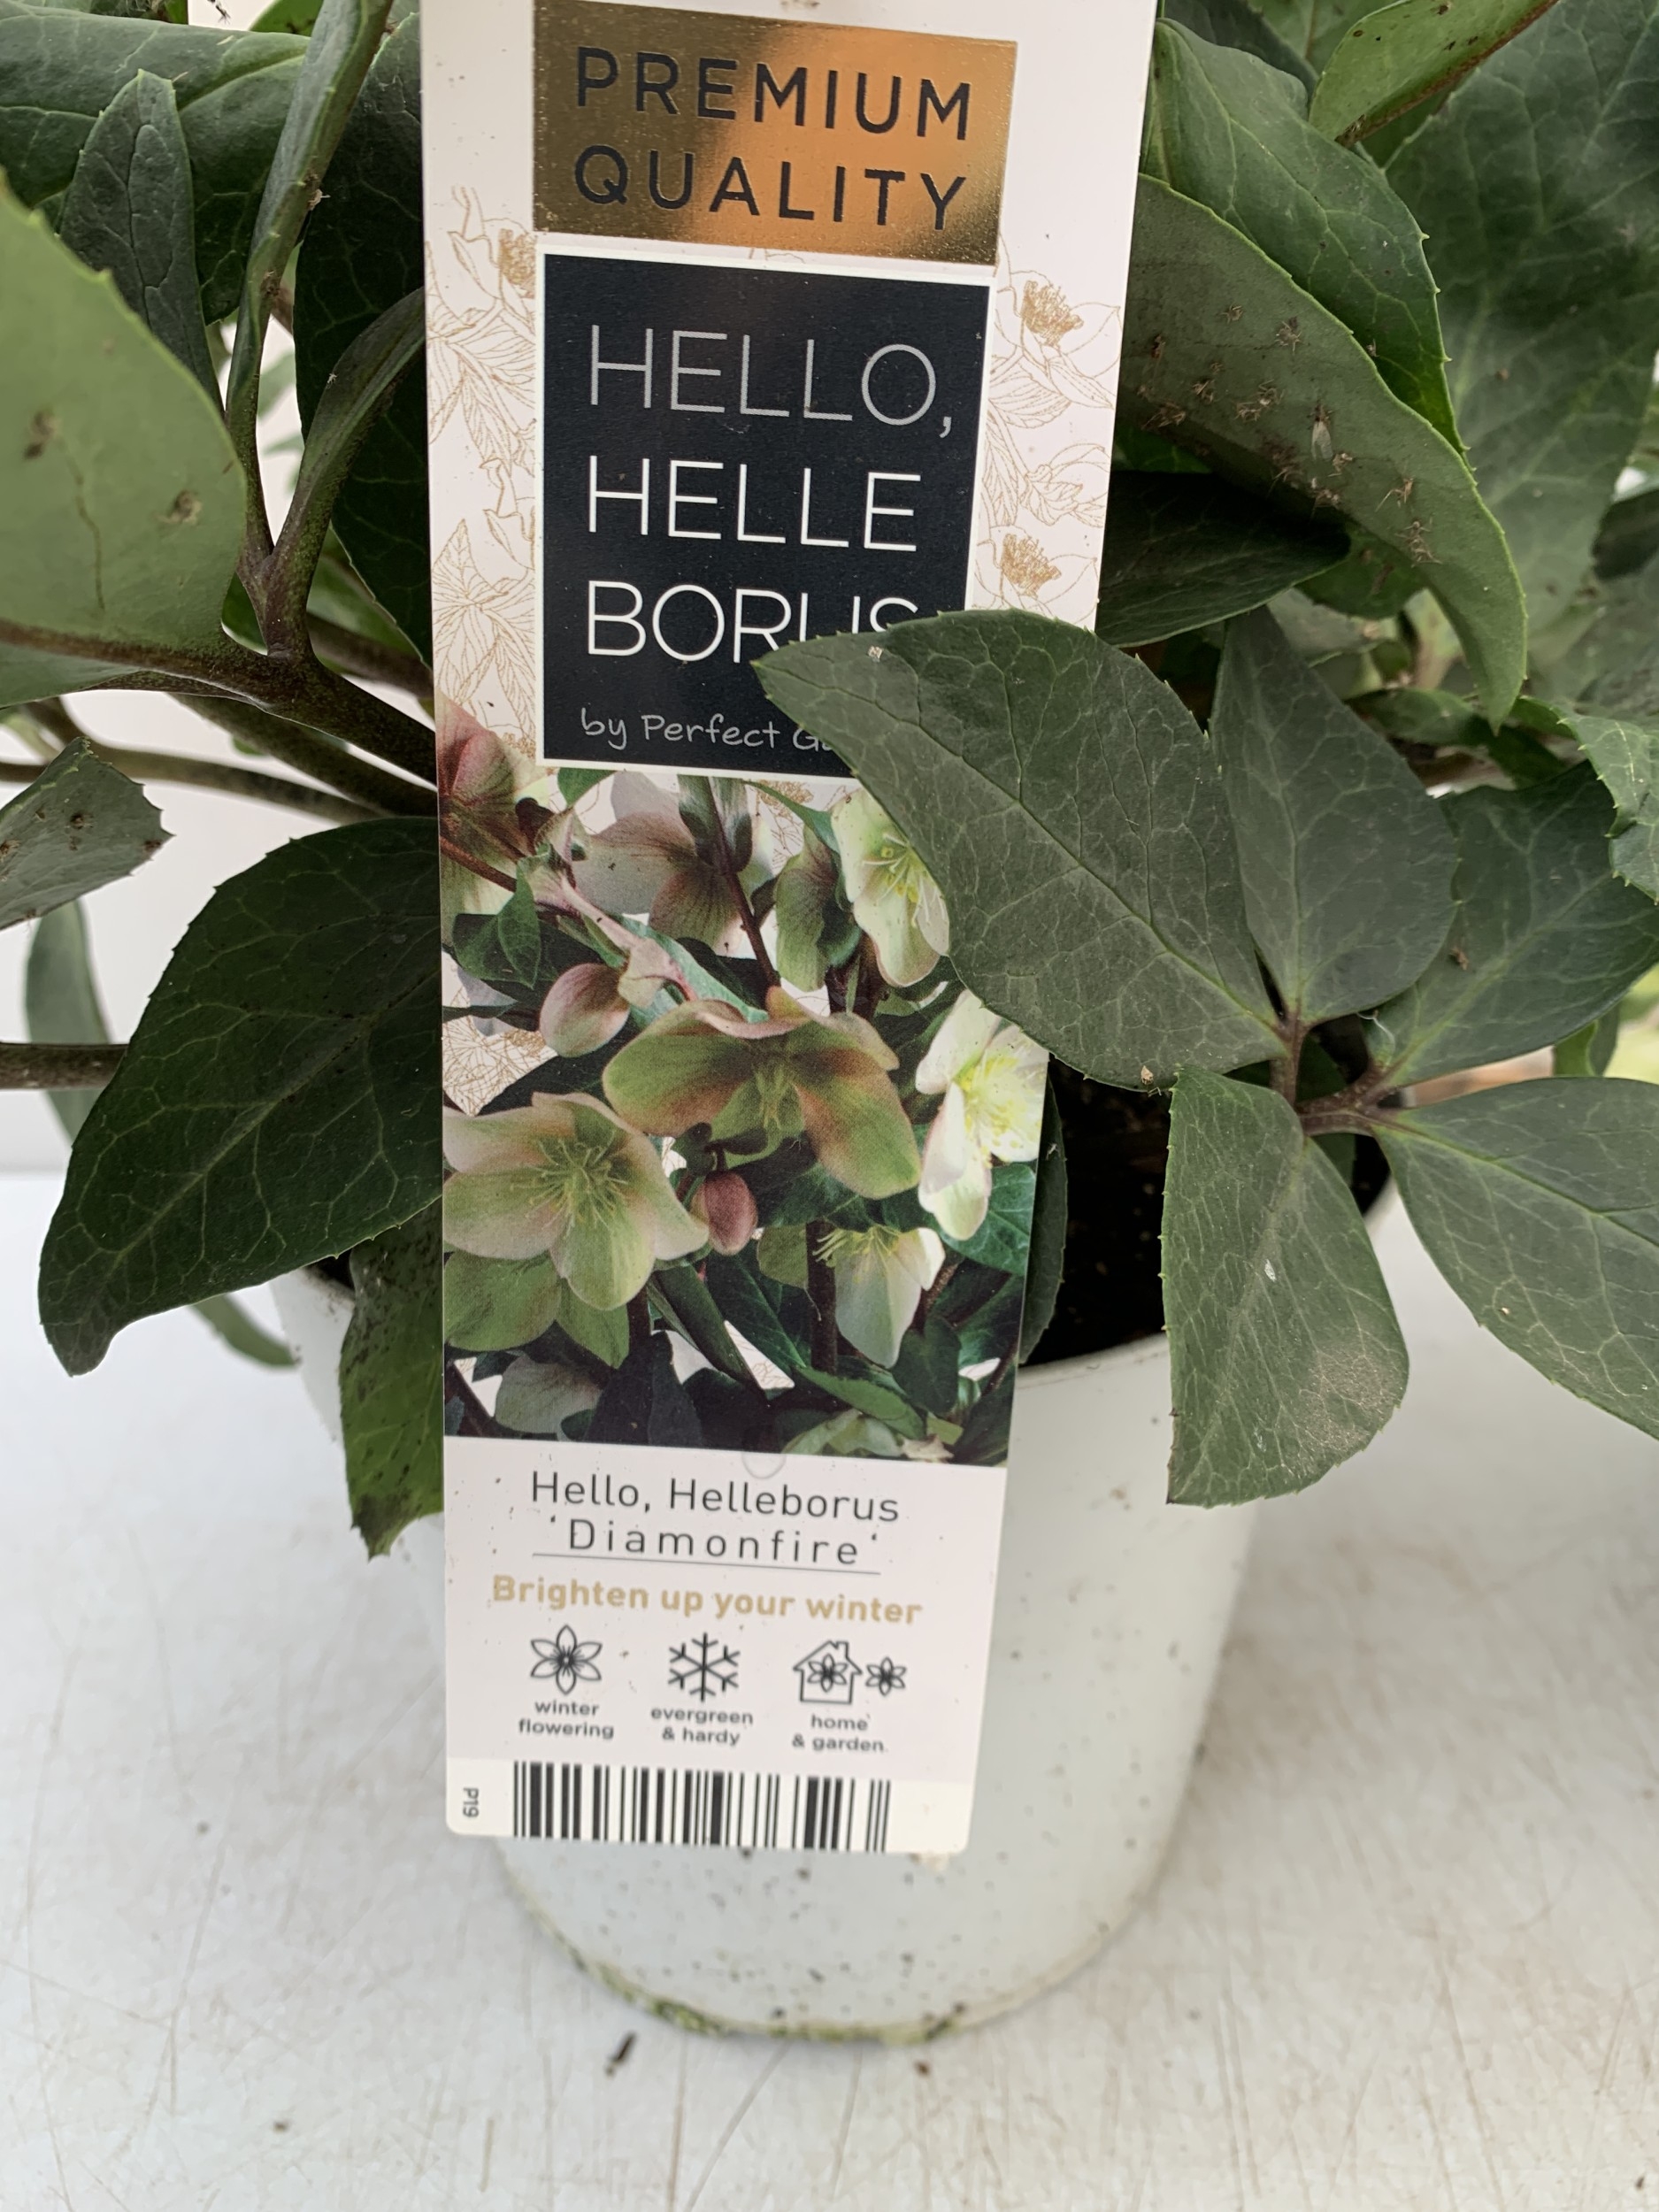 PREMIUM
QUALITY
HELLO,
HELLE
BORUS
by Perfect
Hello, Helleborus
'Diamonfire'
Brighten up your winter
winter
flowering
evergreen
& hardy
home
& garden
P19